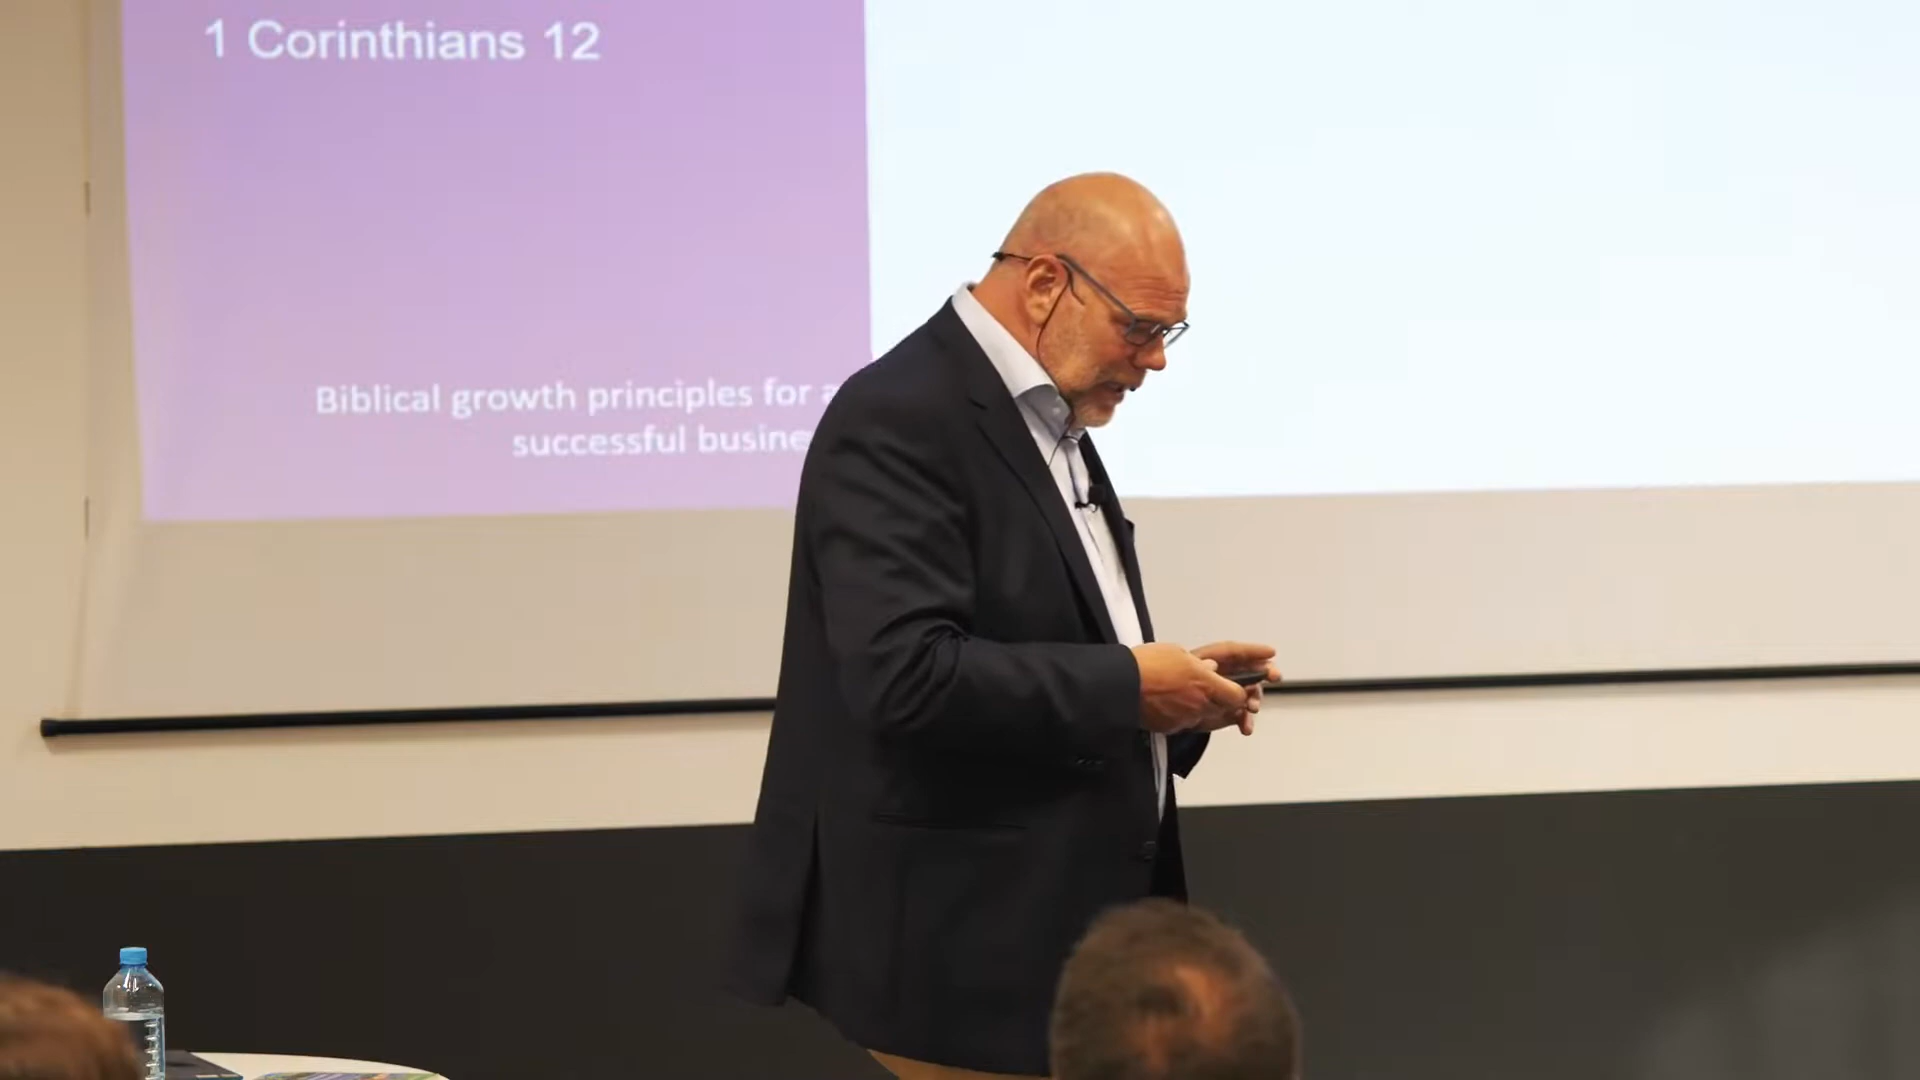 1 Corinthians 12
Biblical growth principles for a
successful busine